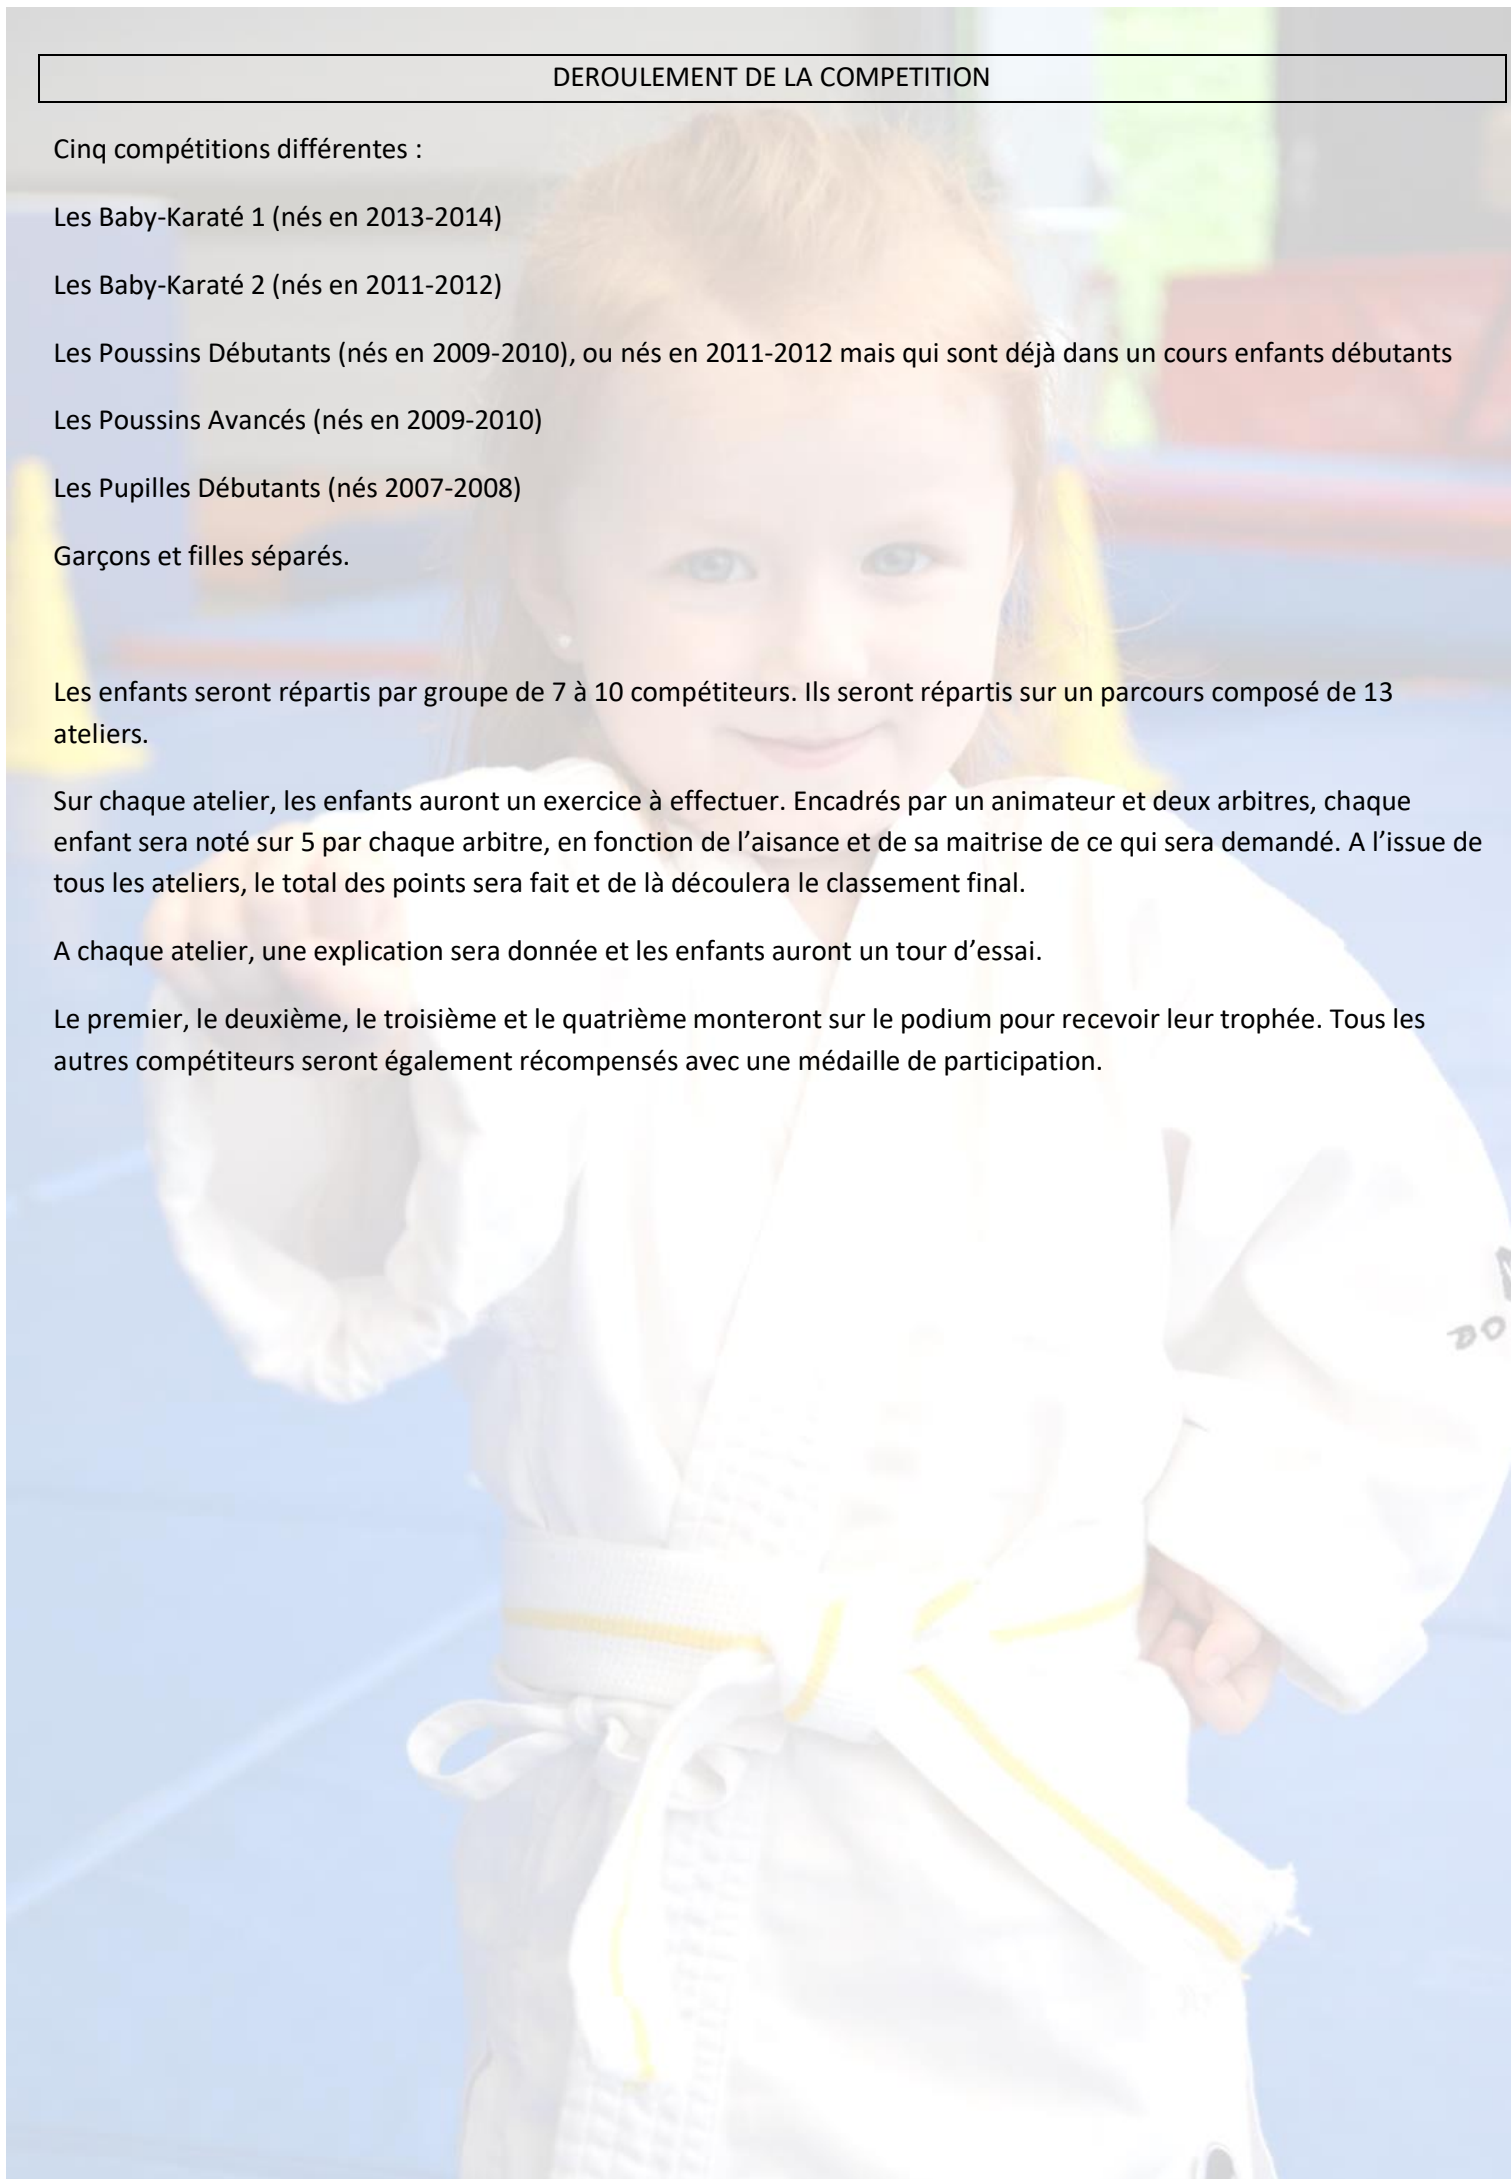 DEROULEMENT DE LA COMPETITION
Cinq compétitions différentes :
Les Baby-Karaté 1 (nés en 2013-2014)
Les Baby-Karaté 2 (nés en 2011-2012)
Les Poussins Débutants (nés en 2009-2010), ou nés en 2011-2012 mais qui sont déjà dans un cours enfants débutants
Les Poussins Avancés (nés en 2009-2010)
Les Pupilles Débutants (nés 2007-2008)
Garçons et filles séparés.
Les enfants seront répartis par groupe de 7 à 10 compétiteurs. Ils seront répartis sur un parcours composé de 13
ateliers.
Sur chaque atelier, les enfants auront un exercice à effectuer. Encadrés par un animateur et deux arbitres, chaque
enfant sera noté sur 5 par chaque arbitre, en fonction de l’aisance et de sa maitrise de ce qui sera demandé. A l’issue de
tous les ateliers, le total des points sera fait et de là découlera le classement final.
A chaque atelier, une explication sera donnée et les enfants auront un tour d’essai.
Le premier, le deuxième, le troisième et le quatrième monteront sur le podium pour recevoir leur trophée. Tous les
autres compétiteurs seront également récompensés avec une médaille de participation.